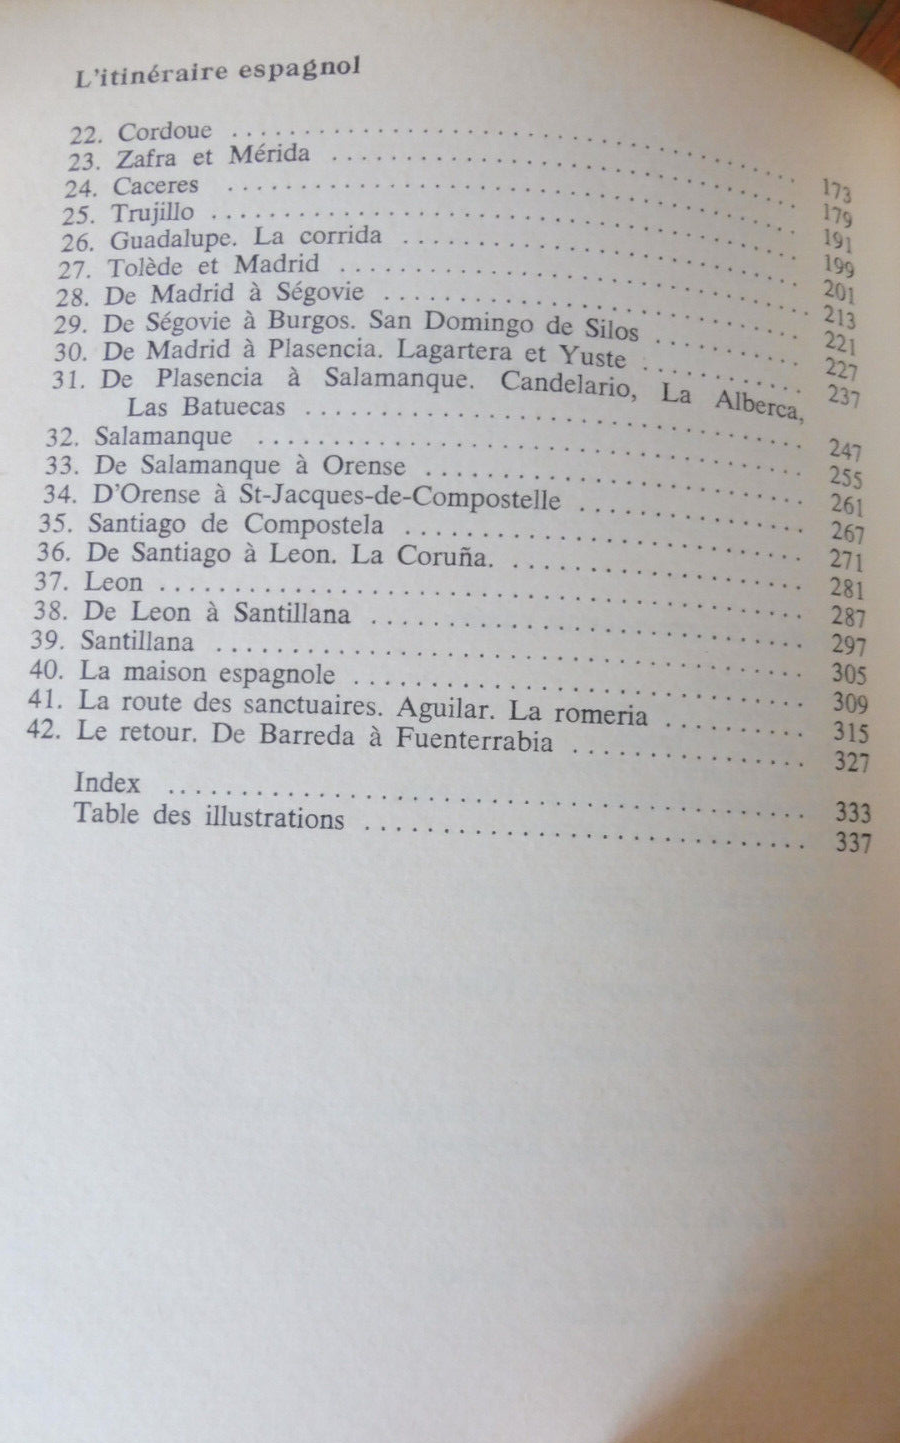 L'itinéraire espagnol
22. Cordoue ........................................ 173
23. Zafra et Mérida ................................ 179
24. Caceres ........................................ 191
25. Trujillo ....................................... 199
26. Guadalupe. La corrida .......................... 201
27. Tolède et Madrid ............................... 213
28. De Madrid à Ségovie ............................ 221
29. De Ségovie à Burgos. San Domingo de Silos .......... 227
30. De Madrid à Plasencia. Lagartera et Yuste ........... 237
31. De Plasencia à Salamanque. Candelario, La Alberca,
Las Batuecas .................................. 247
32. Salamanque ..................................... 255
33. De Salamanque à Orense ......................... 261
34. D'Orense à St-Jacques-de-Compostelle ............... 267
35. Santiago de Compostela ......................... 271
36. De Santiago à Leon. La Coruña. .................... 281
37. Leon ........................................... 287
38. De Leon à Santillana ........................... 297
39. Santillana ..................................... 305
40. La maison espagnole ............................ 309
41. La route des sanctuaires. Aguilar. La romeria .......... 315
42. Le retour. De Barreda à Fuenterrabia ................ 327
Index .......................................... 333
Table des illustrations ............................ 337